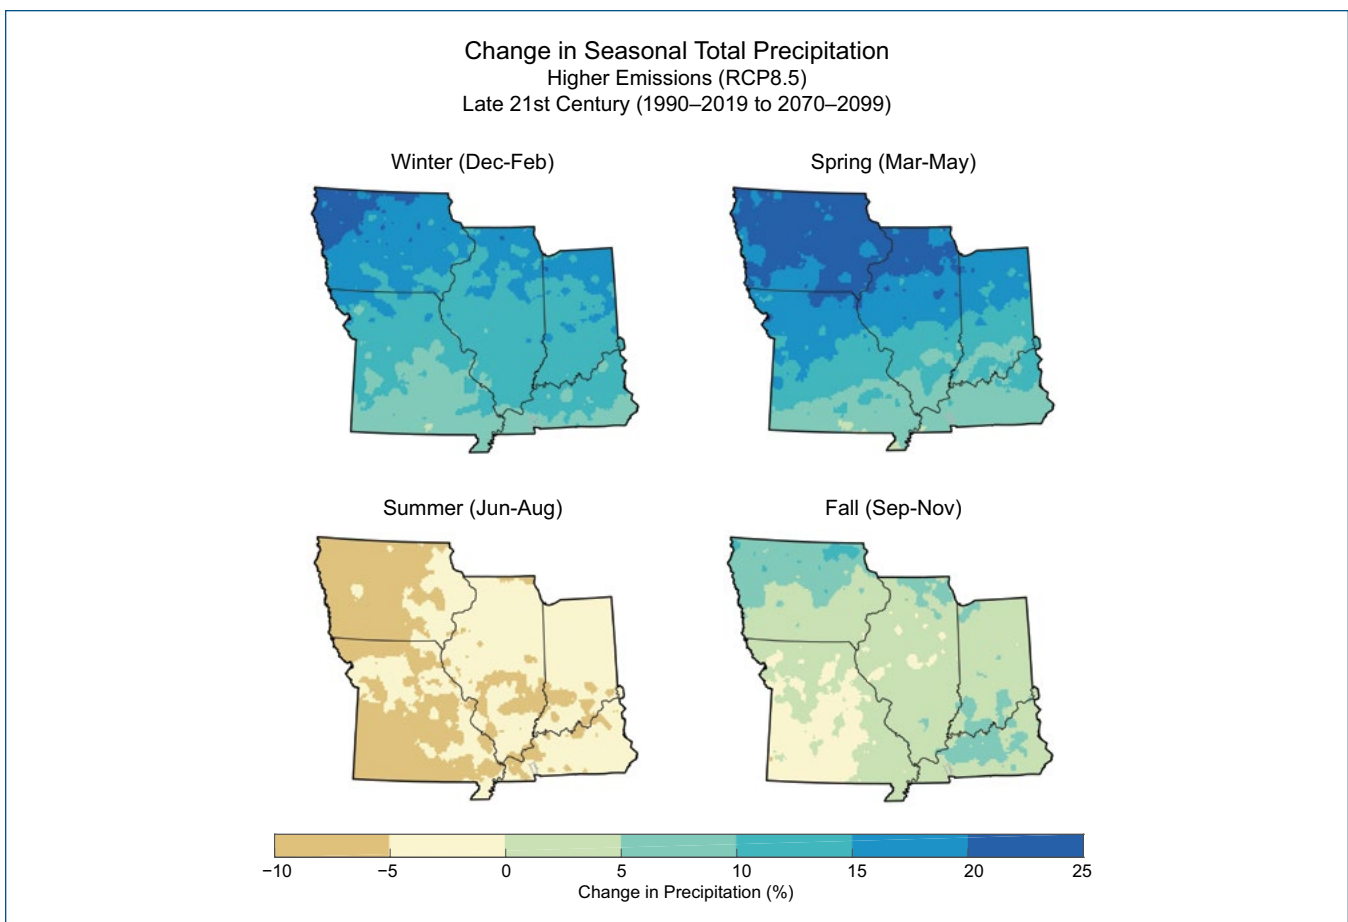 Change in Seasonal Total Precipitation
Higher Emissions (RCP8.5)
Late 21st Century (1990–2019 to 2070–2099)
Winter (Dec-Feb)
Spring (Mar-May)
Summer (Jun-Aug)
Fall (Sep-Nov)
−10 −5 0 5 10 15 20 25
Change in Precipitation (%)